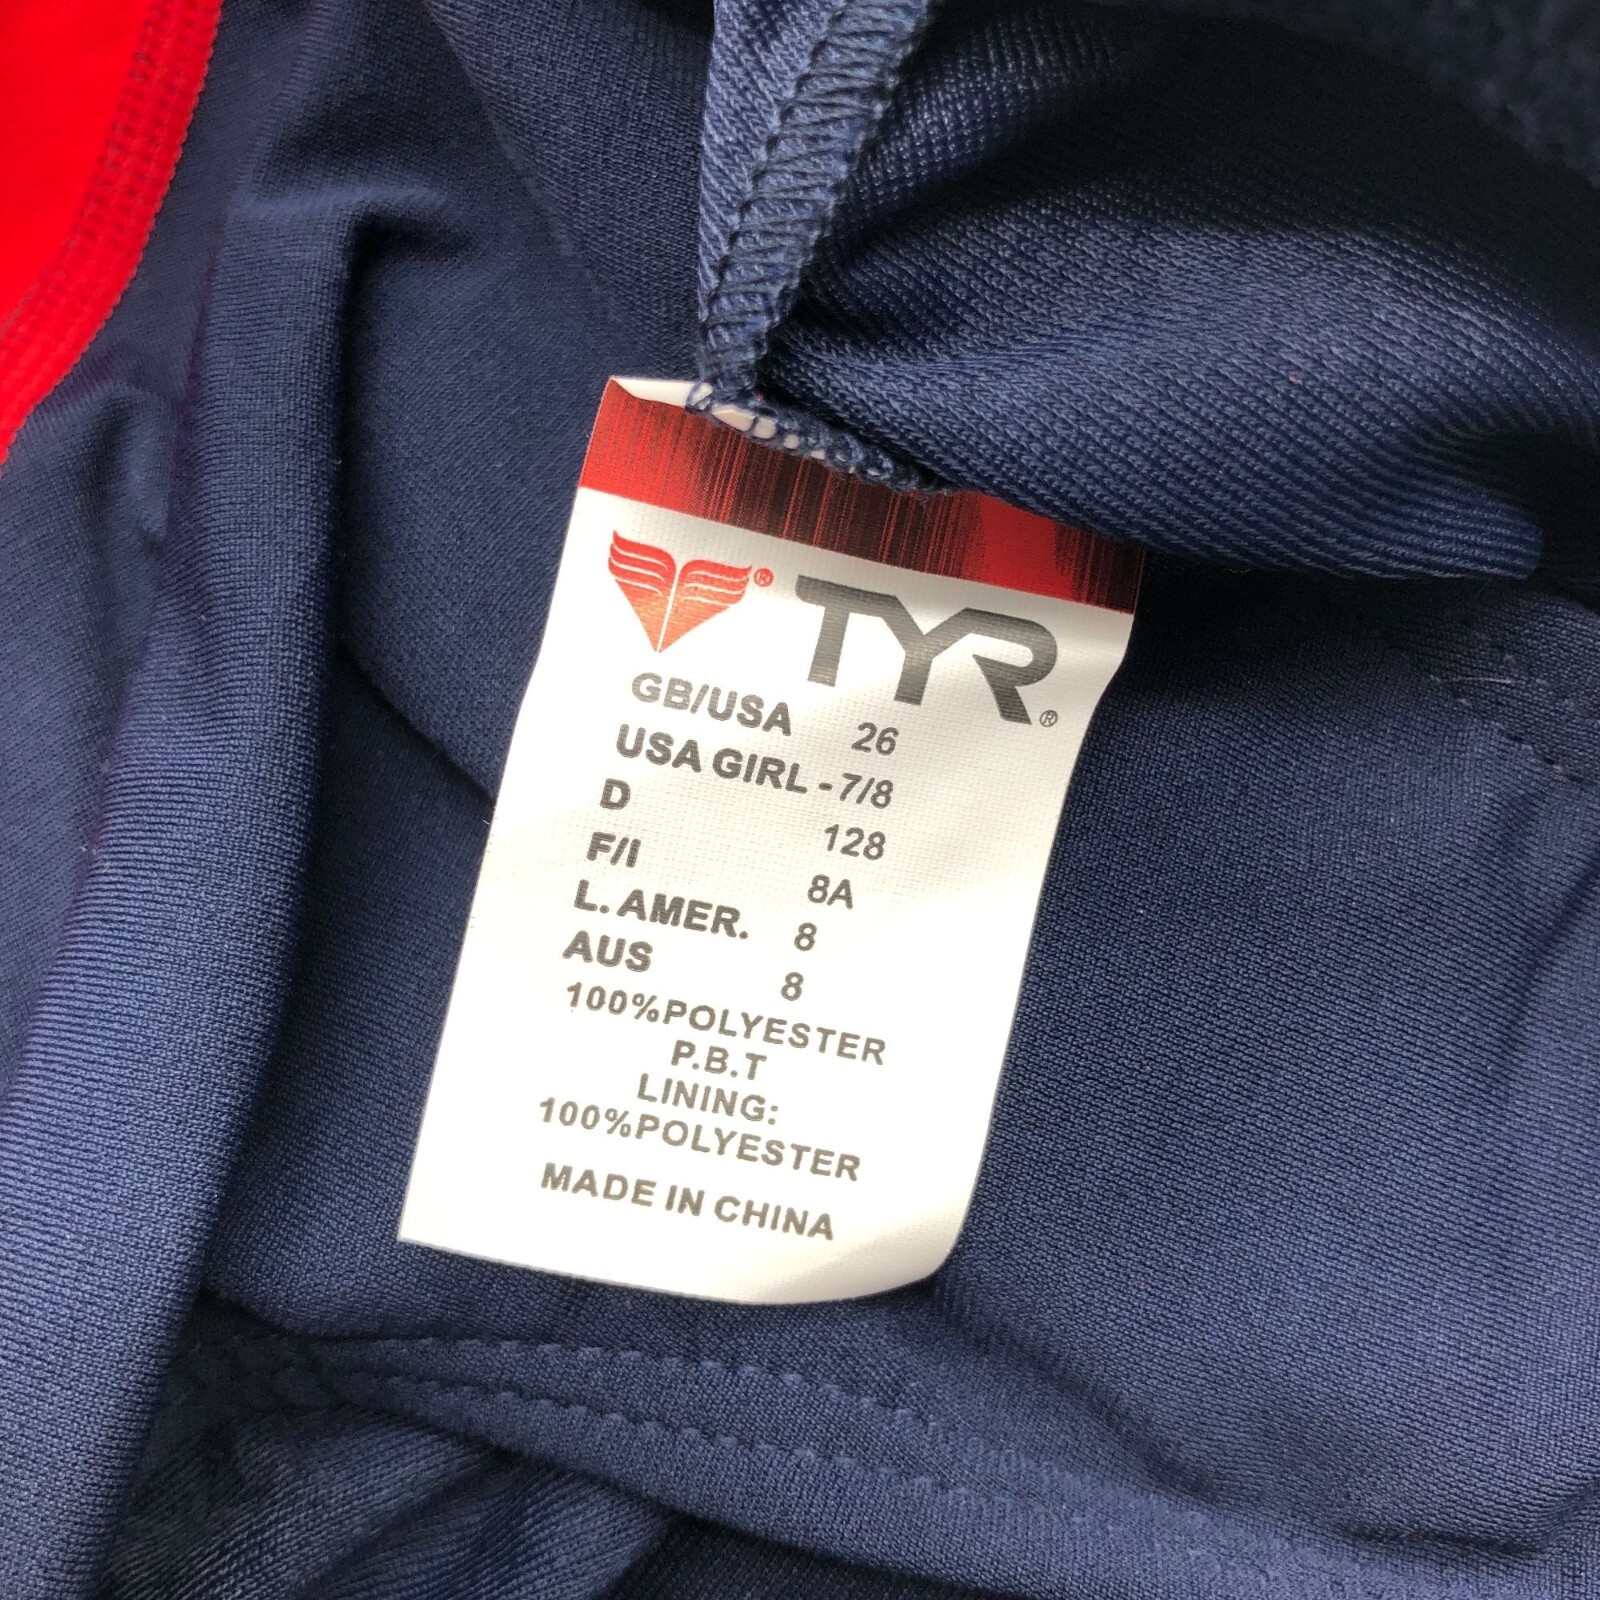 ® TYR®
GB/USA 26
USA GIRL - 7/8
D 128
F/I 8A
L. AMER. 8
AUS 8
100%POLYESTER
P.B.T
LINING:
100%POLYESTER
MADE IN CHINA